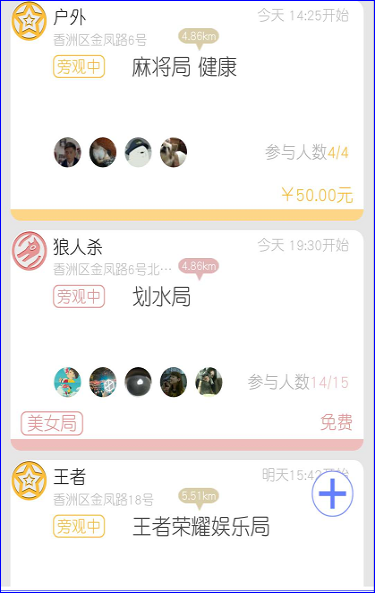 户外
今天 14:25开始
香洲区金凤路6号
4.86km
旁观中
麻将局 健康
参与人数4/4
￥50.00元
狼人杀
今天 19:30开始
香洲区金凤路6号北…
4.86km
旁观中
划水局
参与人数14/15
美女局
免费
王者
明天15:42开始
香洲区金凤路18号
5.51km
旁观中
王者荣耀娱乐局